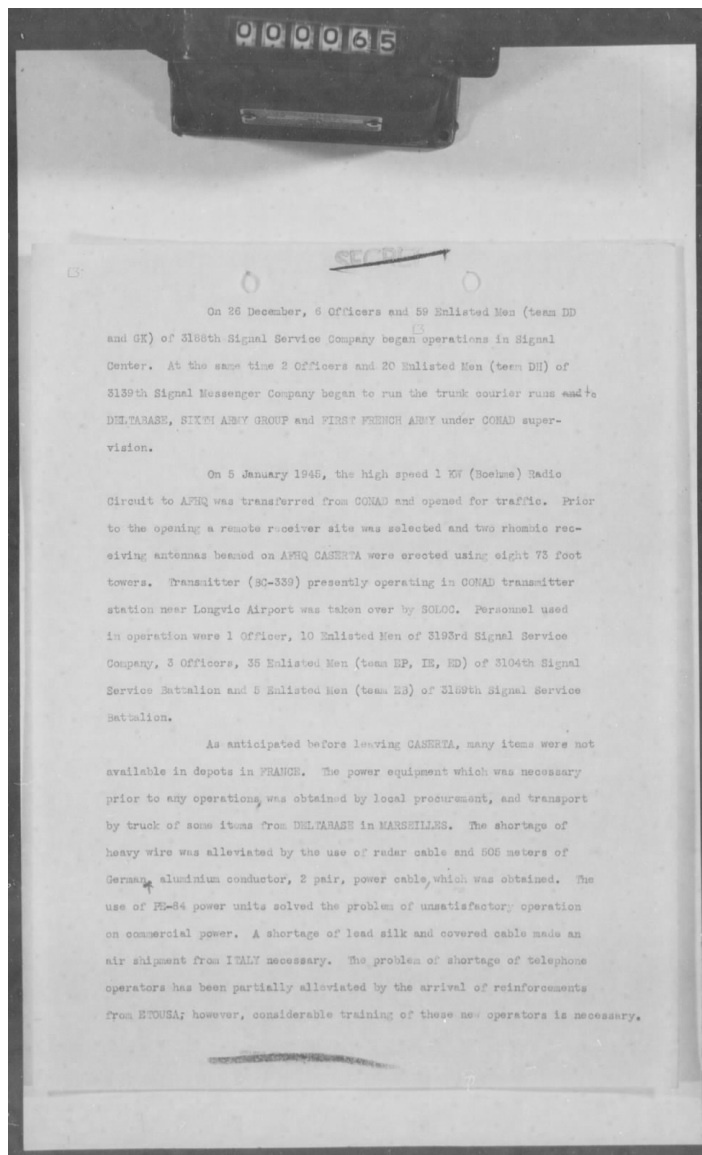 000065
SECRET
On 26 December, 6 Officers and 59 Enlisted Men (team DD
and GK) of 3188th Signal Service Company began operations in Signal
Center. At the same time 2 Officers and 20 Enlisted Men (team DH) of
3139th Signal Messenger Company began to run the trunk courier runs and to
DELTABASE, SIXTH ARMY GROUP and FIRST FRENCH ARMY under CONAD super-
vision.
On 5 January 1945, the high speed 1 KW (Boehme) Radio
Circuit to AFHQ was transferred from CONAD and opened for traffic. Prior
to the opening a remote receiver site was selected and two rhombic rec-
eiving antennas beamed on AFHQ CASERTA were erected using eight 73 foot
towers. Transmitter (BC-339) presently operating in CONAD transmitter
station near Longvic Airport was taken over by SOLOC. Personnel used
in operation were 1 Officer, 10 Enlisted Men of 3193rd Signal Service
Company, 3 Officers, 35 Enlisted Men (team EP, IE, ED) of 3104th Signal
Service Battalion and 5 Enlisted Men (team EB) of 3189th Signal Service
Battalion.
As anticipated before leaving CASERTA, many items were not
available in depots in FRANCE. The power equipment which was necessary
prior to any operations, was obtained by local procurement, and transport
by truck of some items from DELTABASE in MARSEILLES. The shortage of
heavy wire was alleviated by the use of radar cable and 505 meters of
German, aluminium conductor, 2 pair, power cable, which was obtained. The
use of PE-84 power units solved the problem of unsatisfactory operation
on commercial power. A shortage of lead silk and covered cable made an
air shipment from ITALY necessary. The problem of shortage of telephone
operators has been partially alleviated by the arrival of reinforcements
from ETOUSA; however, considerable training of these new operators is necessary.